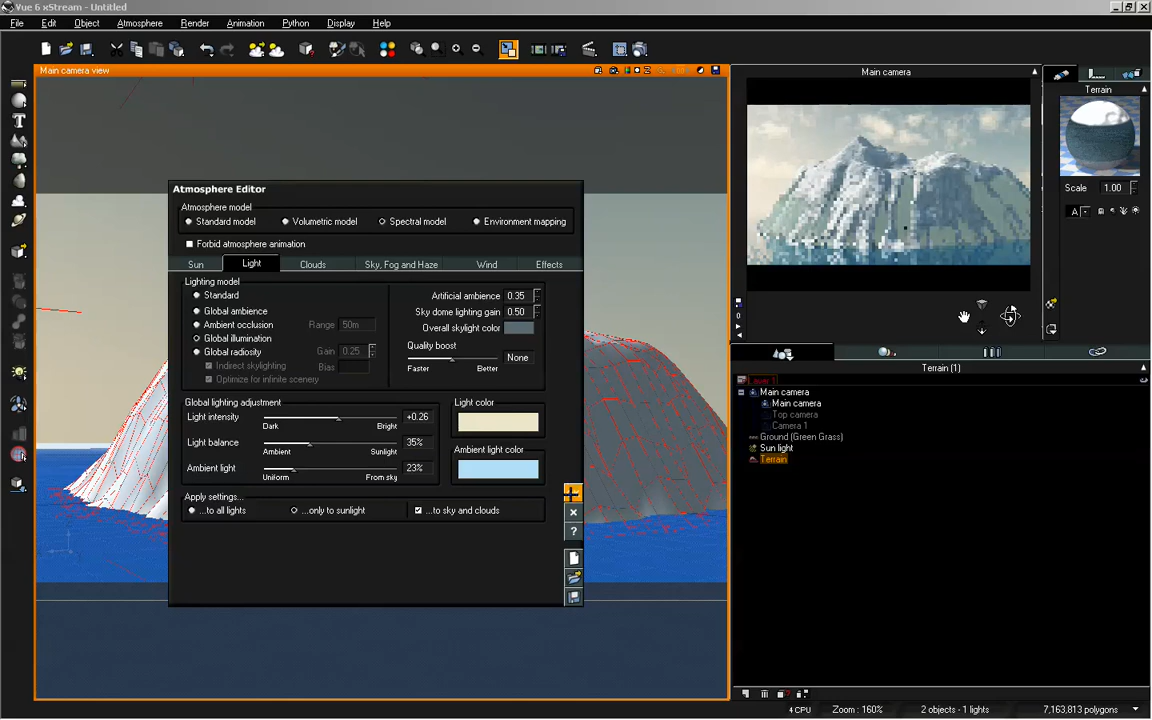 Vue 6 xStream - Untitled
File Edit Object Atmosphere Render Animation Python Display Help
Main camera view
Main camera
Terrain
Scale 1.00
A
Atmosphere Editor
Atmosphere model
Standard model Volumetric model Spectral model Environment mapping
Forbid atmosphere animation
Sun Light Clouds Sky, Fog and Haze Wind Effects
Lighting model
Standard
Global ambience
Ambient occlusion Range 50m
Global illumination
Global radiosity Gain 0.25
Indirect skylighting Bias
Optimize for infinite scenery
Artificial ambience 0.35
Sky dome lighting gain 0.50
Overall skylight color
Quality boost
None
Faster Better
Global lighting adjustment
Light intensity +0.26
Dark Bright
Light balance 35%
Ambient Sunlight
Ambient light 23%
Uniform From sky
Light color
Ambient light color
Apply settings...
...to all lights ...only to sunlight ...to sky and clouds
Terrain (1)
Layer 1
Main camera
Main camera
Top camera
Camera 1
Ground (Green Grass)
Sun light
Terrain
4 CPU Zoom : 160% 2 objects - 1 lights 7,163,813 polygons